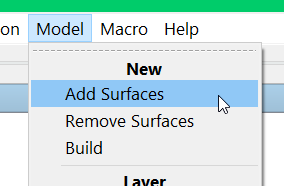 on Model Macro Help
New
Add Surfaces
Remove Surfaces
Build
Layer